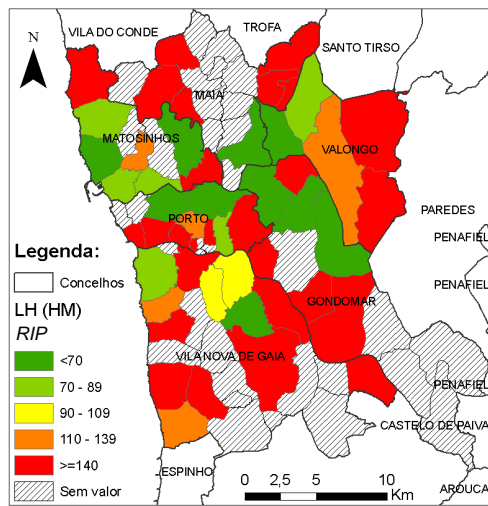 VILA DO CONDE
TROFA
SANTO TIRSO
N
MAIA
MATOSINHOS
VALONGO
PAREDES
PORTO
PENAFIEL
Legenda:
Concelhos
PENAFIEL
GONDOMAR
LH (HM)
RIP
<70
VILA NOVA DE GAIA
70 - 89
PENAFIEL
90 - 109
110 - 139
CASTELO DE PAIVA
>=140
ESPINHO
Sem valor
0 2,5 5 10
Km
AROUCA